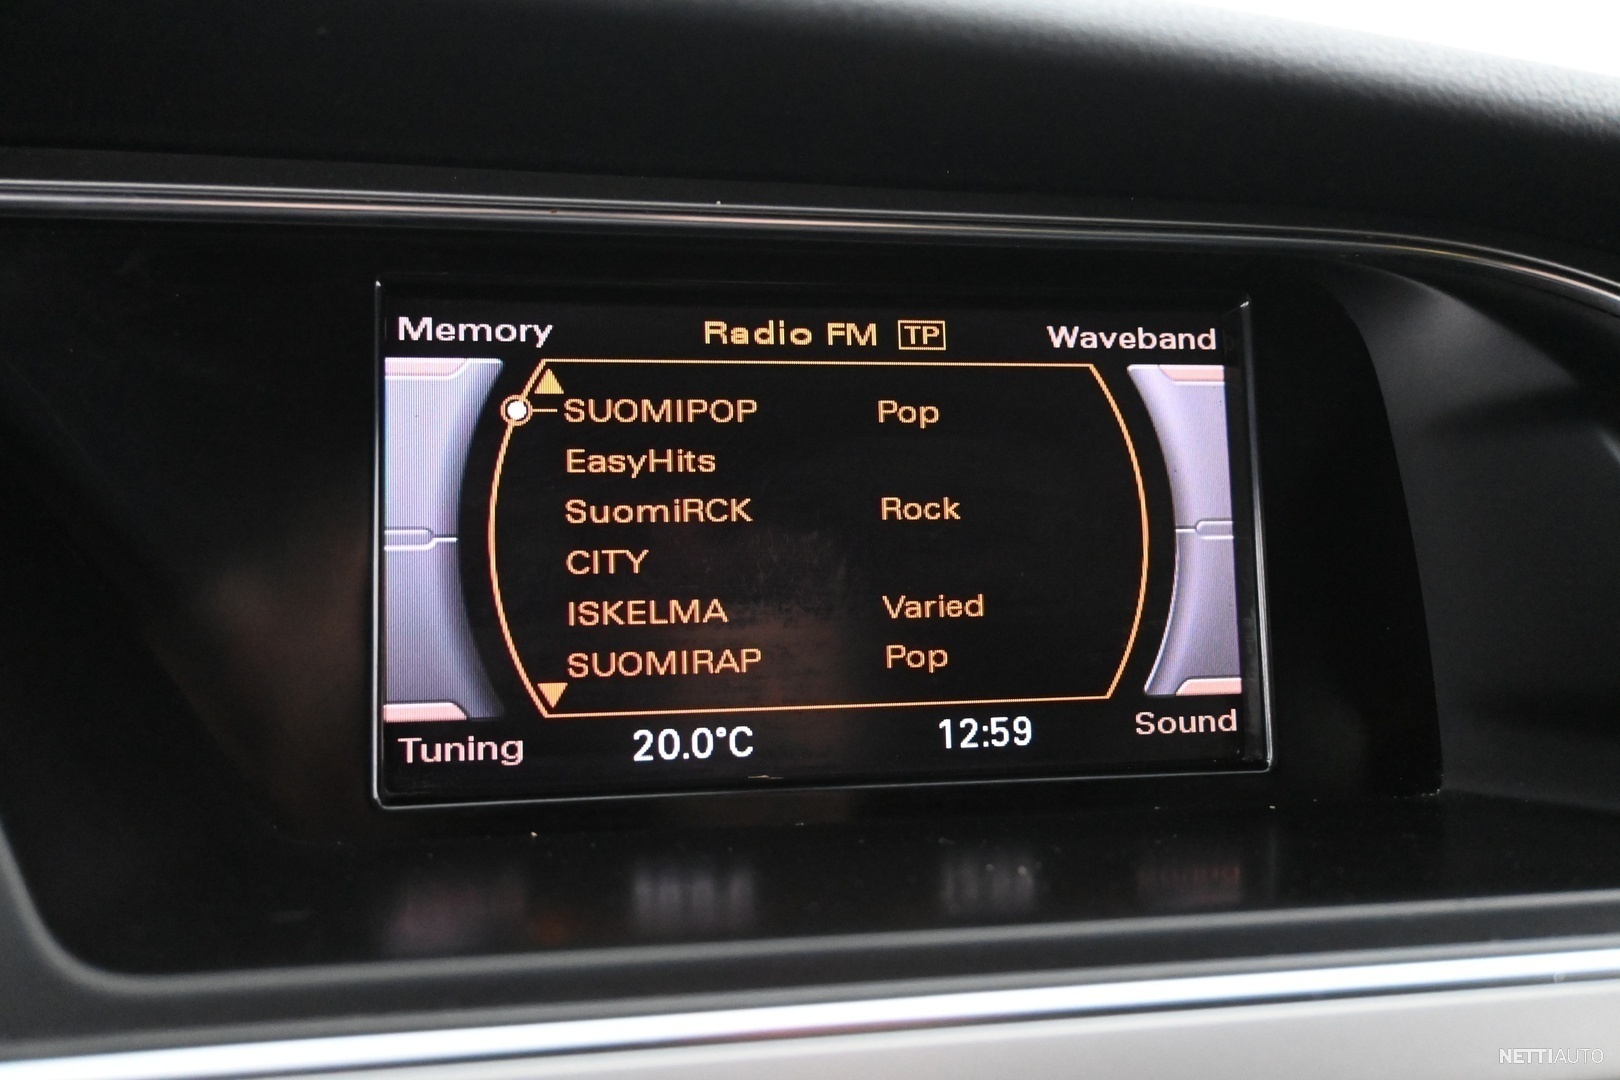 Memory Radio FM TP Waveband
SUOMIPOP Pop
EasyHits
SuomiRCK Rock
CITY
ISKELMA Varied
SUOMIRAP Pop
Tuning 20.0°C 12:59 Sound
NETTIAUTO